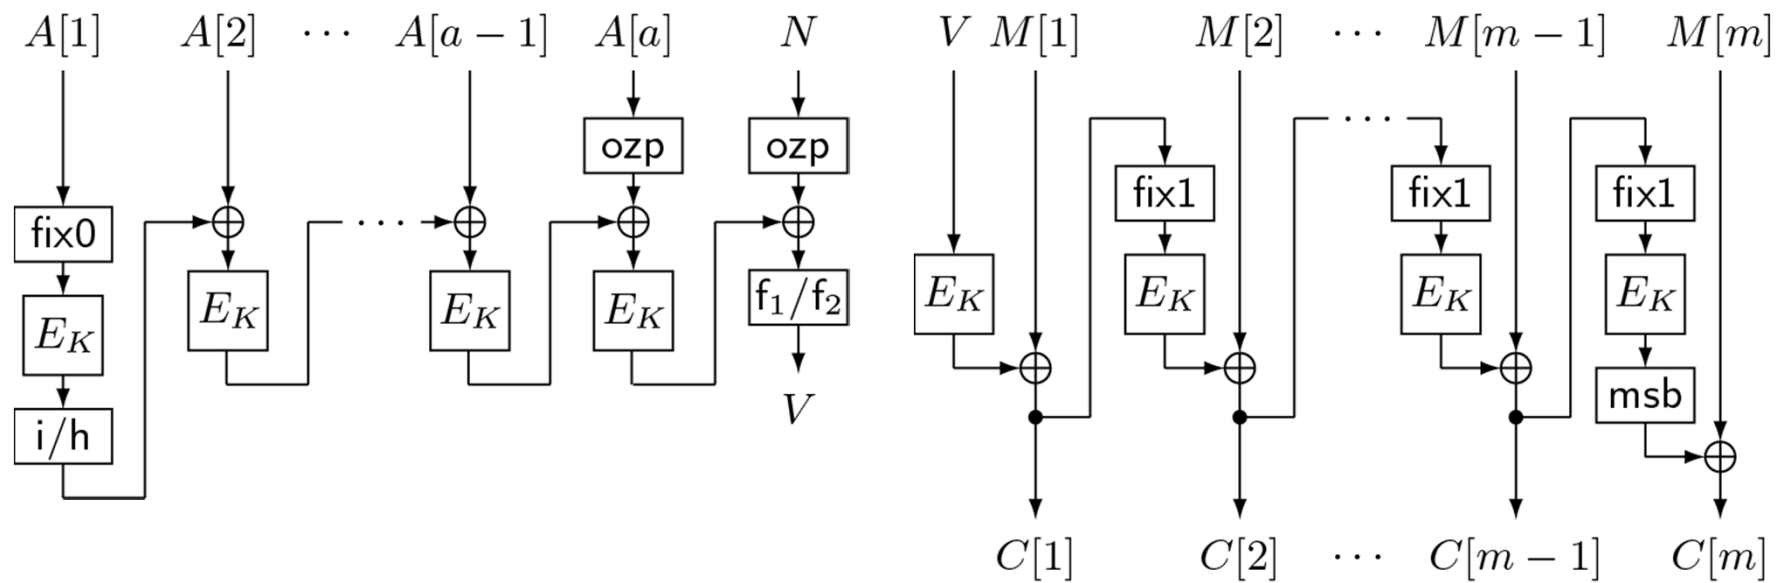 A[1] A[2] ··· A[a − 1] A[a] N V M[1] M[2] ··· M[m − 1] M[m]
··· 
ozp ozp
fix1 fix1 fix1
fix0
···
E_K E_K E_K E_K f₁/f₂ E_K E_K E_K E_K
E_K
msb
V
i/h
C[1] C[2] ··· C[m − 1] C[m]